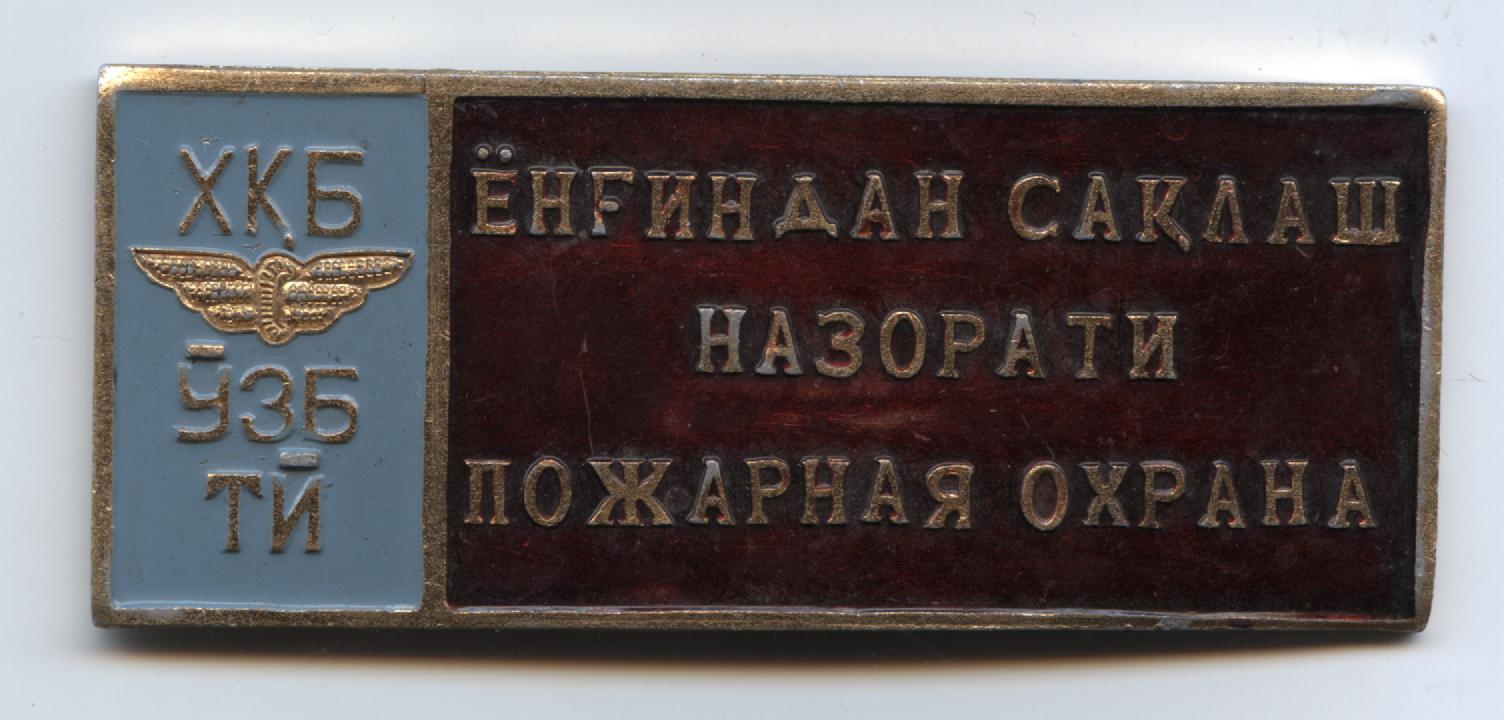 ХҚБ
ЎЗБ
ТЙ
ЁНҒИНДАН САҚЛАШ
НАЗОРАТИ
ПОЖАРНАЯ ОХРАНА